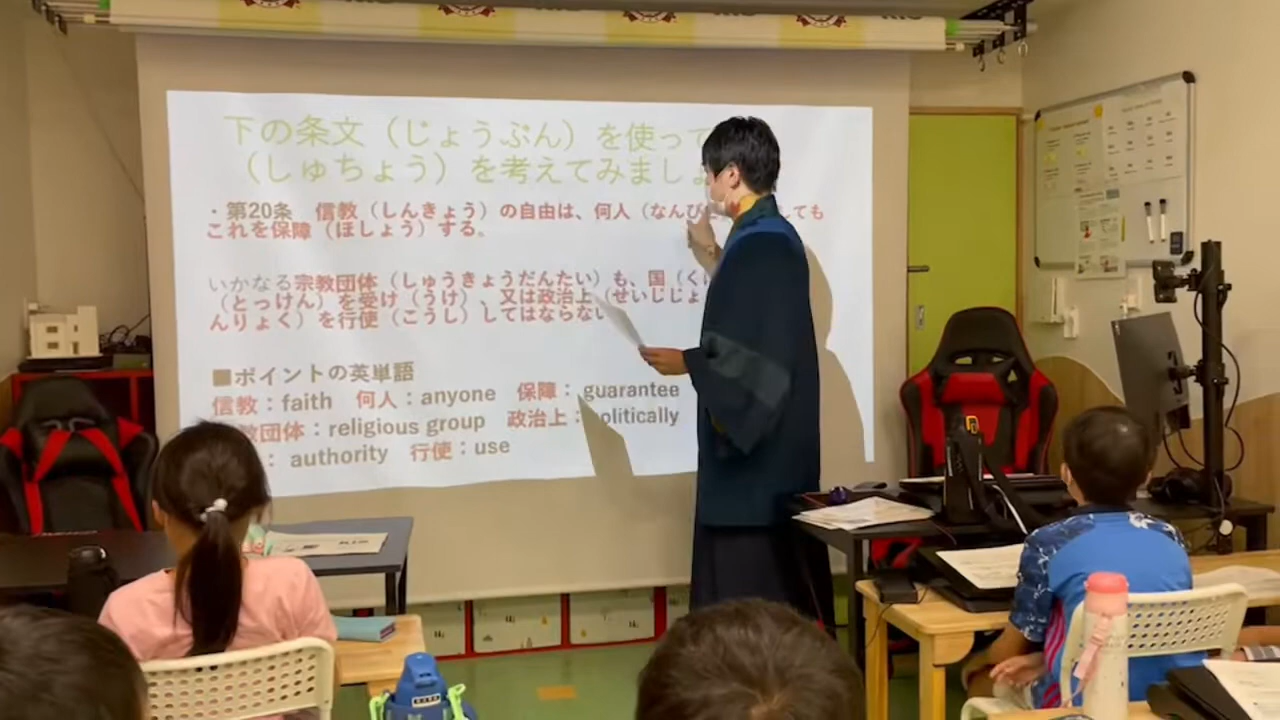 下の条文（じょうぶん）を使って
（しゅちょう）を考えてみましょ
・第20条　信教（しんきょう）の自由は、何人（なんぴ しても
これを保障（ほしょう）する。
いかなる宗教団体（しゅうきょうだんたい）も、国（く
（とっけん）を受け（うけ）、又は政治上（せいじじょ
んりょく）を行使（こうし）してはならない
■ポイントの英単語
信教：faith　何人：anyone　保障： guarantee
教団体：religious group　政治上：politically
： authority　行使：use